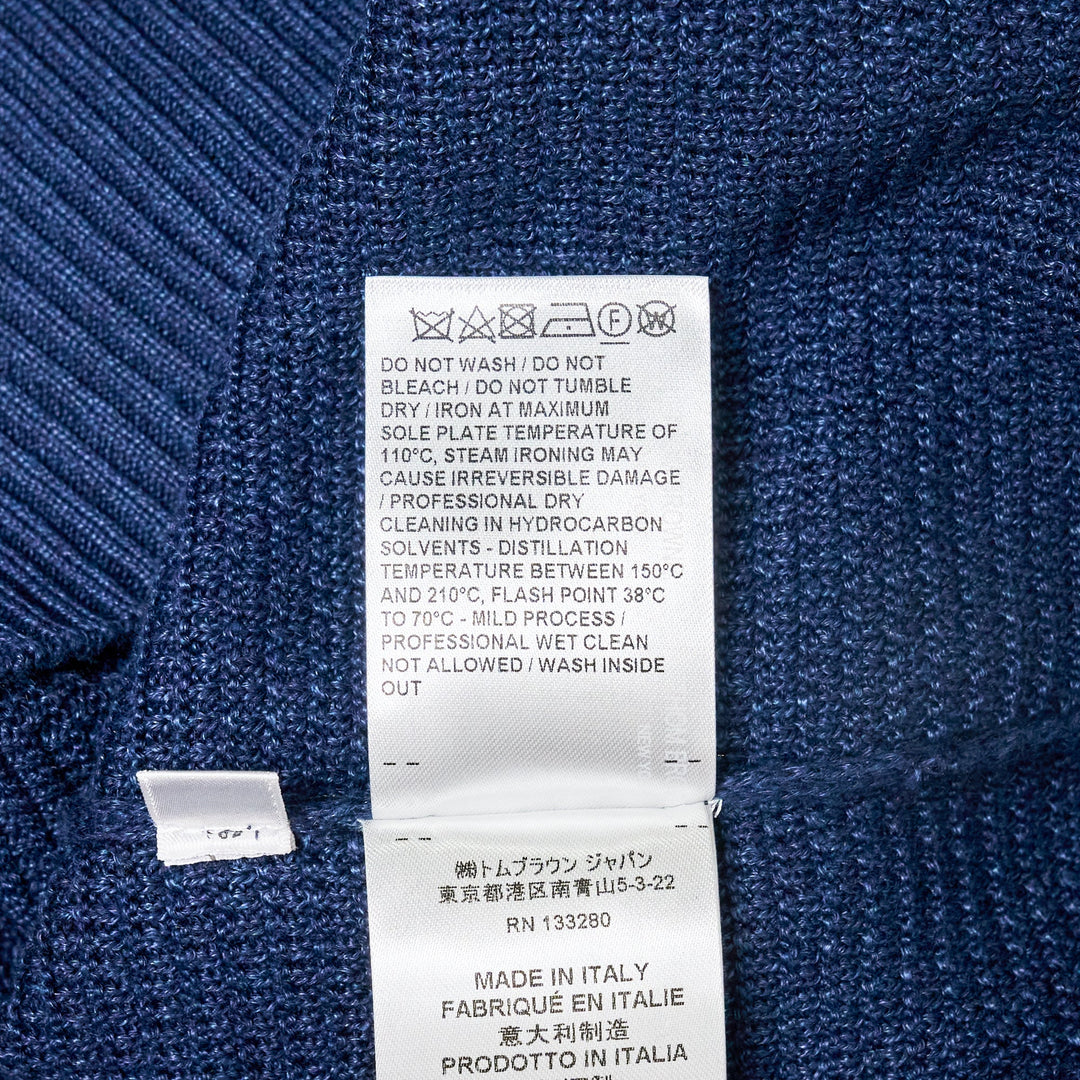 F W
DO NOT WASH / DO NOT
BLEACH / DO NOT TUMBLE
DRY / IRON AT MAXIMUM
SOLE PLATE TEMPERATURE OF
110°C, STEAM IRONING MAY
CAUSE IRREVERSIBLE DAMAGE
/ PROFESSIONAL DRY
CLEANING IN HYDROCARBON
SOLVENTS - DISTILLATION
TEMPERATURE BETWEEN 150°C
AND 210°C, FLASH POINT 38°C
TO 70°C - MILD PROCESS /
PROFESSIONAL WET CLEAN
NOT ALLOWED / WASH INSIDE
OUT
㈱トムブラウン ジャパン
東京都港区南青山5-3-22
RN 133280
MADE IN ITALY
FABRIQUÉ EN ITALIE
意大利制造
PRODOTTO IN ITALIA